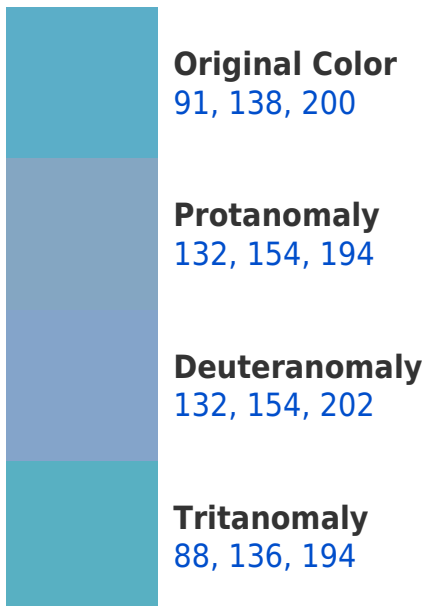 Original Color
91, 138, 200
Protanomaly
132, 154, 194
Deuteranomaly
132, 154, 202
Tritanomaly
88, 136, 194